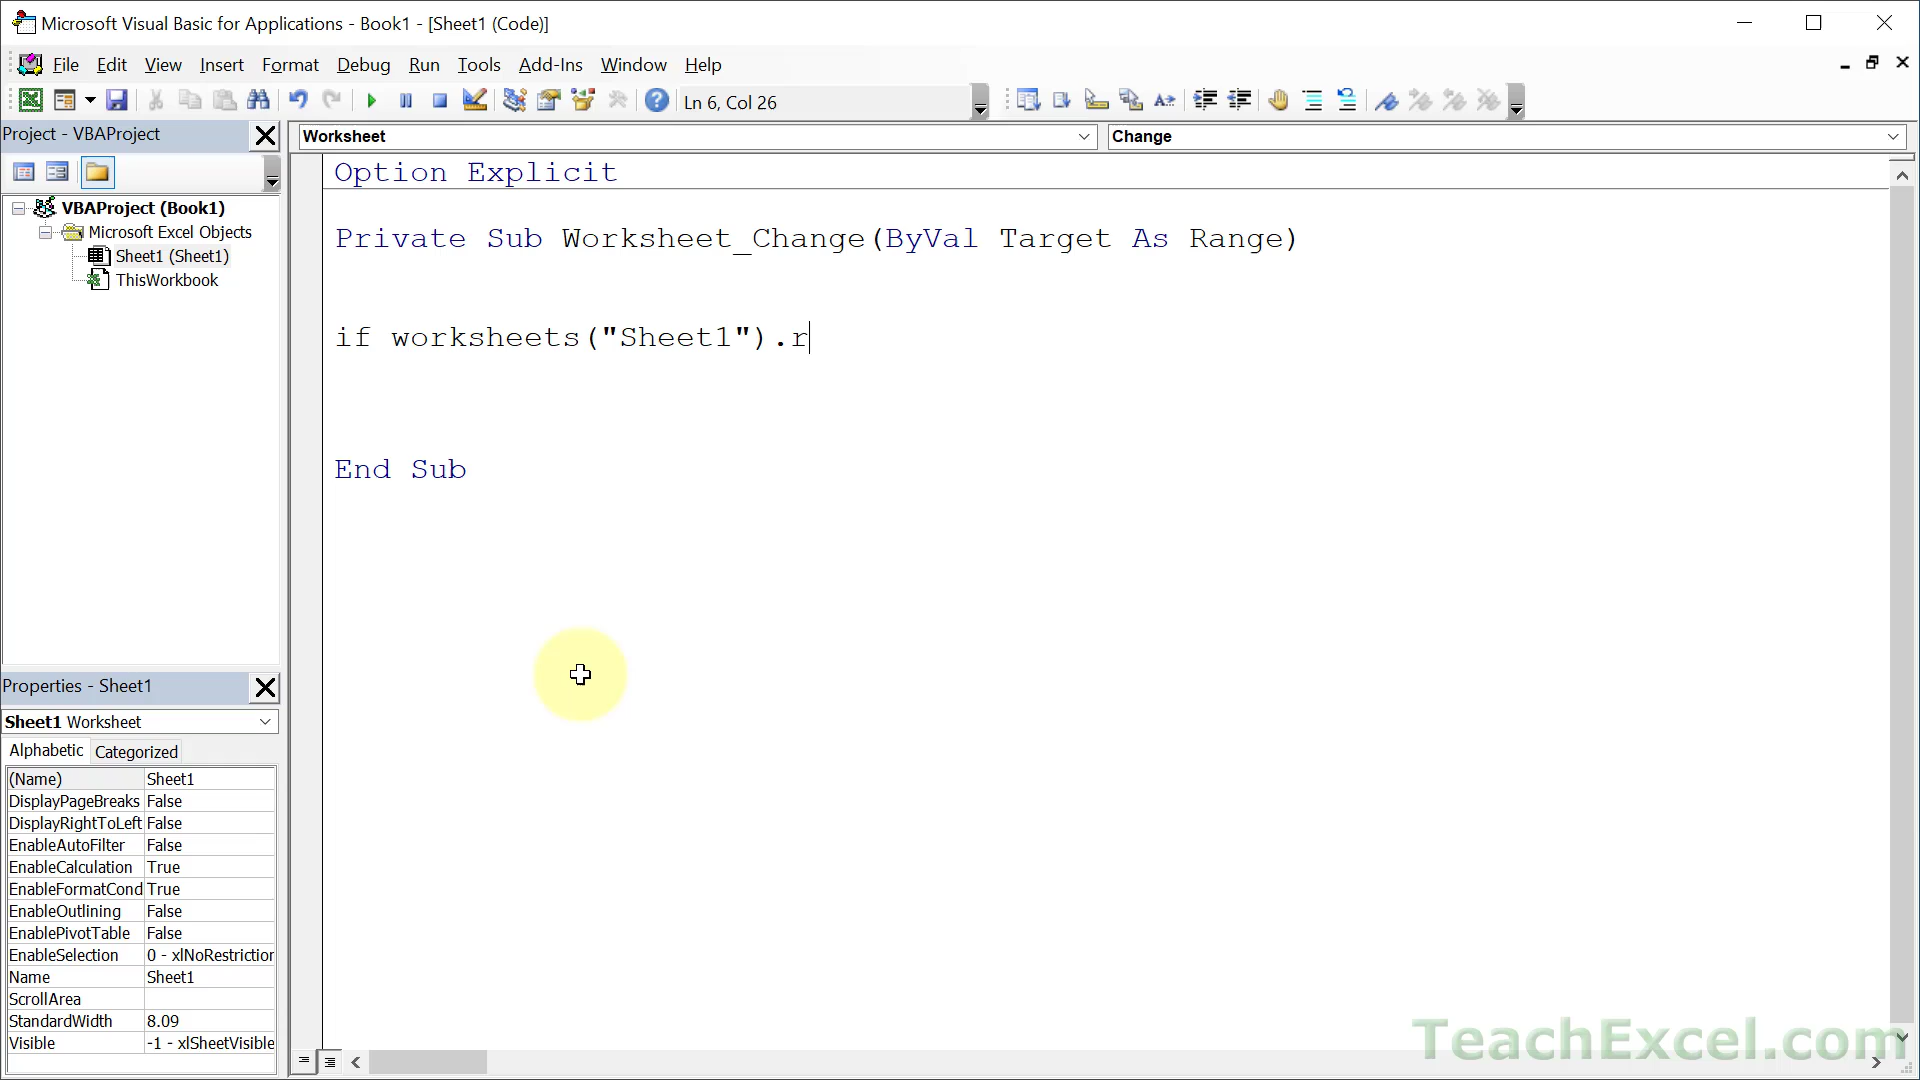 Microsoft Visual Basic for Applications - Book1 - [Sheet1 (Code)]
File Edit View Insert Format Debug Run Tools Add-Ins Window Help
Ln 6, Col 26
Project - VBAProject
Worksheet
Change
VBAProject (Book1)
Microsoft Excel Objects
Sheet1 (Sheet1)
ThisWorkbook
Option Explicit
Private Sub Worksheet_Change(ByVal Target As Range)
if worksheets("Sheet1").r
End Sub
Properties - Sheet1
Sheet1 Worksheet
Alphabetic Categorized
(Name) Sheet1
DisplayPageBreaks False
DisplayRightToLeft False
EnableAutoFilter False
EnableCalculation True
EnableFormatCond True
EnableOutlining False
EnablePivotTable False
EnableSelection 0 - xlNoRestriction
Name Sheet1
ScrollArea
StandardWidth 8.09
Visible -1 - xlSheetVisible
TeachExcel.com